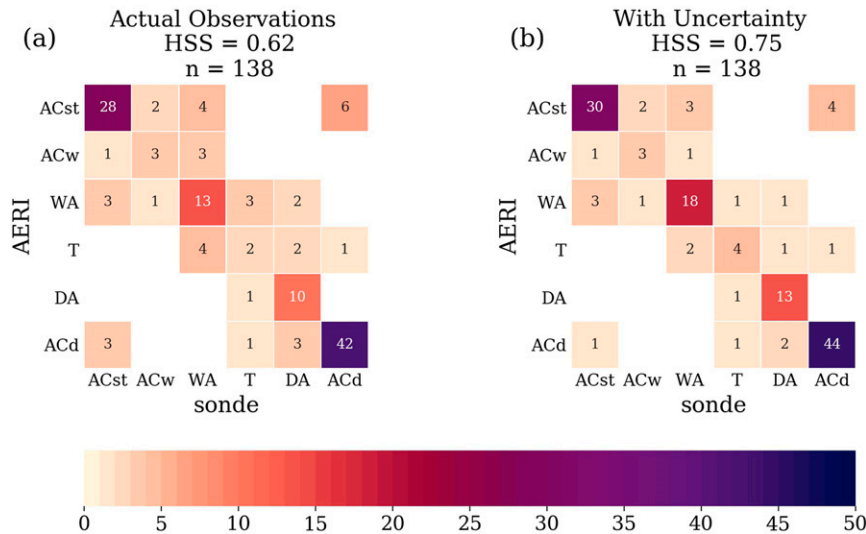 Actual Observations
(a)
HSS = 0.62
n = 138
ACst 28 2 4 6
ACw 1 3 3
WA 3 1 13 3 2
T 4 2 2 1
DA 1 10
ACd 3 1 3 42
ACst ACw WA T DA ACd
sonde
AERI
With Uncertainty
(b)
HSS = 0.75
n = 138
ACst 30 2 3 4
ACw 1 3 1
WA 3 1 18 1 1
T 2 4 1 1
DA 1 13
ACd 1 1 2 44
ACst ACw WA T DA ACd
sonde
AERI
0 5 10 15 20 25 30 35 40 45 50